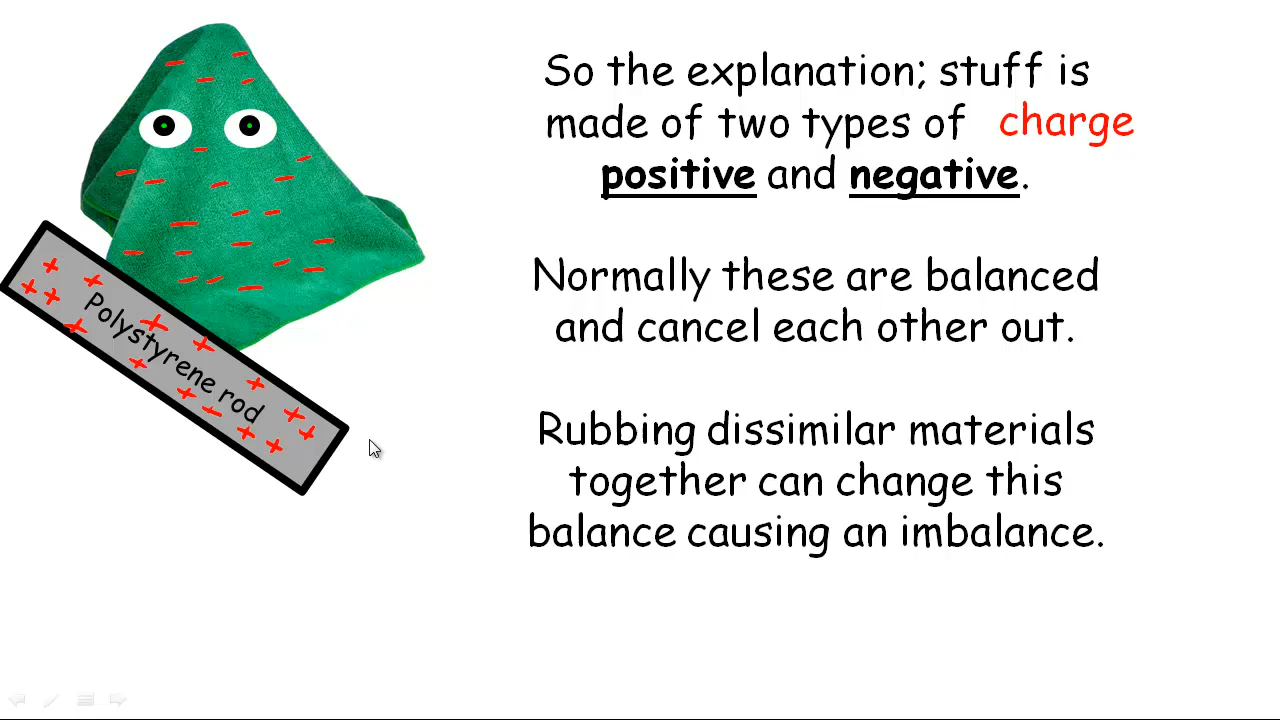 So the explanation; stuff is
made of two types of charge
positive and negative.
Normally these are balanced
and cancel each other out.
Rubbing dissimilar materials
together can change this
balance causing an imbalance.
Polystyrene rod